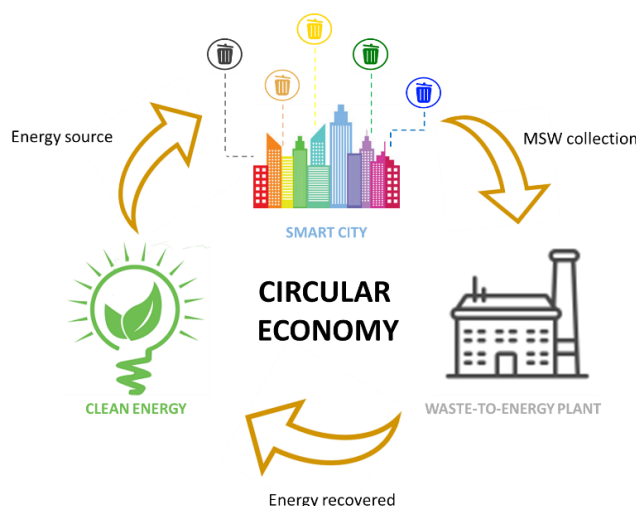 Energy source
MSW collection
SMART CITY
CIRCULAR
ECONOMY
CLEAN ENERGY
WASTE-TO-ENERGY PLANT
Energy recovered